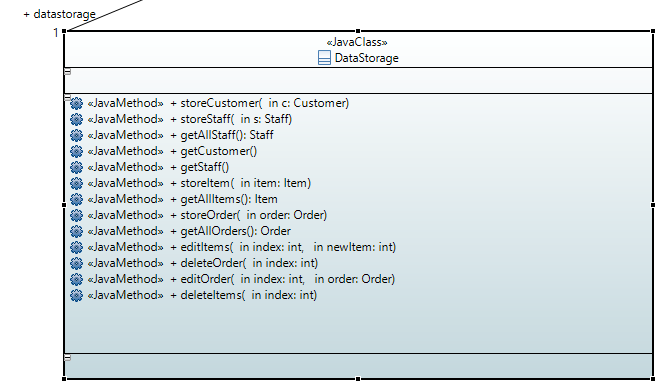 + datastorage
1
«JavaClass»
DataStorage
«JavaMethod» + storeCustomer( in c: Customer)
«JavaMethod» + storeStaff( in s: Staff)
«JavaMethod» + getAllStaff(): Staff
«JavaMethod» + getCustomer()
«JavaMethod» + getStaff()
«JavaMethod» + storeItem( in item: Item)
«JavaMethod» + getAllItems(): Item
«JavaMethod» + storeOrder( in order: Order)
«JavaMethod» + getAllOrders(): Order
«JavaMethod» + editItems( in index: int, in newItem: int)
«JavaMethod» + deleteOrder( in index: int)
«JavaMethod» + editOrder( in index: int, in order: Order)
«JavaMethod» + deleteItems( in index: int)